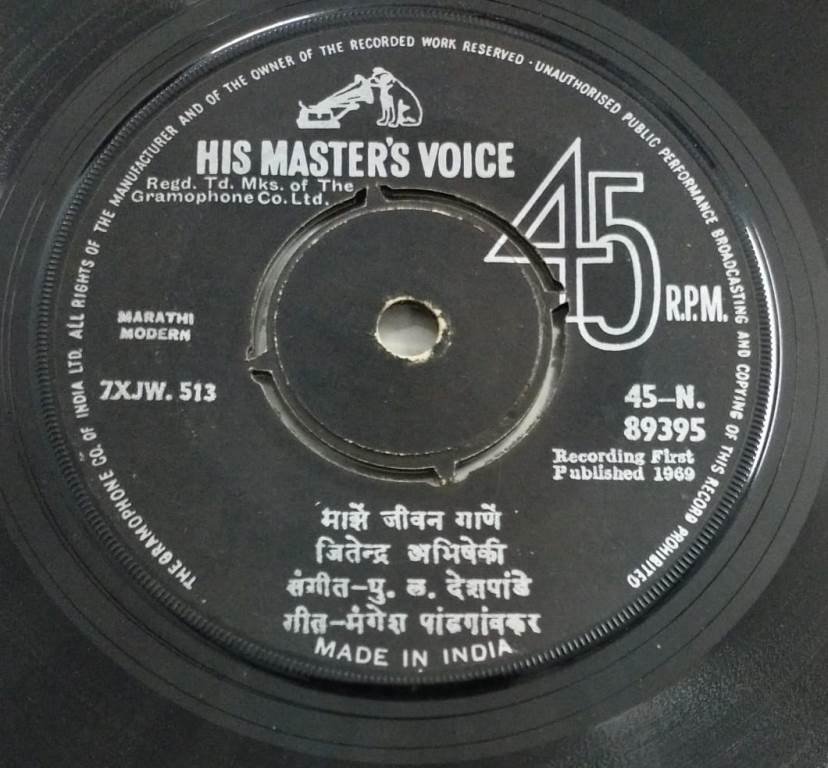 THE GRAMOPHONE CO. OF INDIA LTD. ALL RIGHTS OF THE MANUFACTURER AND OF THE OWNER OF THE RECORDED WORK RESERVED · UNAUTHORISED PUBLIC PERFORMANCE BROADCASTING AND COPYING OF THIS RECORD PROHIBITED
HIS MASTER'S VOICE
Regd. Td. Mks. of The
Gramophone Co. Ltd.
45 R.P.M.
MARATHI
MODERN
7XJW. 513
45–N.
89395
Recording First
Published 1969
माझें जीवन गाणें
जितेन्द्र अभिषेकी
संगीत–पु. ल. देशपांडे
गीत–मंगेश पांडगांवकर
MADE IN INDIA